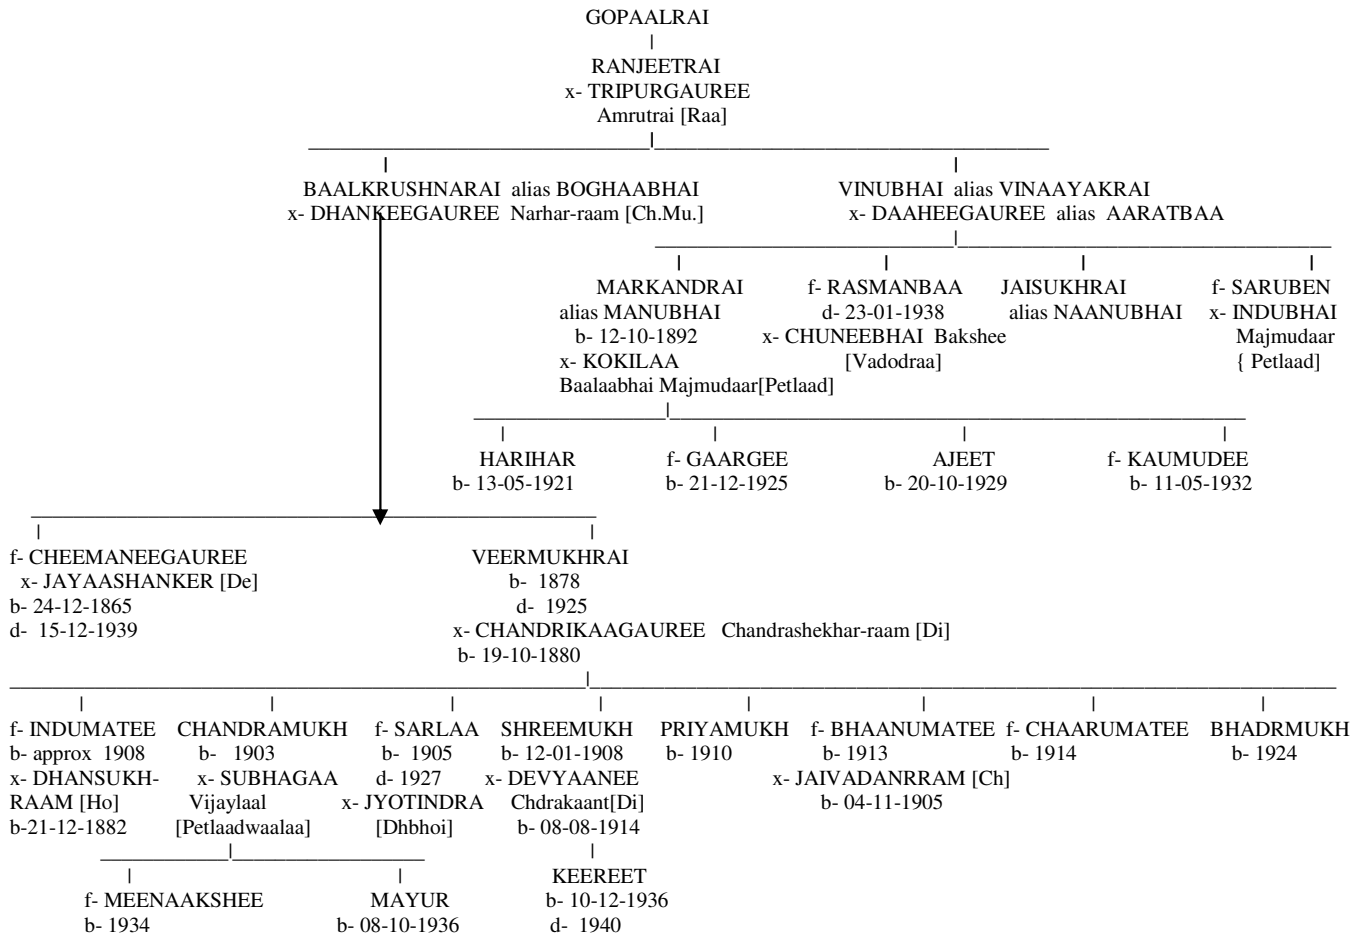 GOPAALRAI
RANJEETRAI
x- TRIPURGAUREE
Amrutrai [Raa]
BAALKRUSHNARAI alias BOGHAABHAI VINUBHAI alias VINAAYAKRAI
x- DHANKEEGAUREE Narhar-raam [Ch.Mu.] x- DAAHEEGAUREE alias AARATBAA
MARKANDRAI f- RASMANBAA JAISUKHRAI f- SARUBEN
alias MANUBHAI d- 23-01-1938 alias NAANUBHAI x- INDUBHAI
b- 12-10-1892 x- CHUNEEBHAI Bakshee Majmudaar
x- KOKILAA [Vadodraa] { Petlaad]
Baalaabhai Majmudaar[Petlaad]
HARIHAR f- GAARGEE AJEET f- KAUMUDEE
b- 13-05-1921 b- 21-12-1925 b- 20-10-1929 b- 11-05-1932
f- CHEEMANEEGAUREE VEERMUKHRAI
x- JAYAASHANKER [De] b- 1878
b- 24-12-1865 d- 1925
d- 15-12-1939 x- CHANDRIKAAGAUREE Chandrashekhar-raam [Di]
b- 19-10-1880
f- INDUMATEE CHANDRAMUKH f- SARLAA SHREEMUKH PRIYAMUKH f- BHAANUMATEE f- CHAARUMATEE BHADRMUKH
b- approx 1908 b- 1903 b- 1905 b- 12-01-1908 b- 1910 b- 1913 b- 1914 b- 1924
x- DHANSUKH- x- SUBHAGAA d- 1927 x- DEVYAANEE x- JAIVADANRRAM [Ch]
RAAM [Ho] Vijaylaal x- JYOTINDRA Chdrakaant[Di] b- 04-11-1905
b-21-12-1882 [Petlaadwaalaa] [Dhbhoi] b- 08-08-1914
KEEREET
f- MEENAAKSHEE MAYUR b- 10-12-1936
b- 1934 b- 08-10-1936 d- 1940